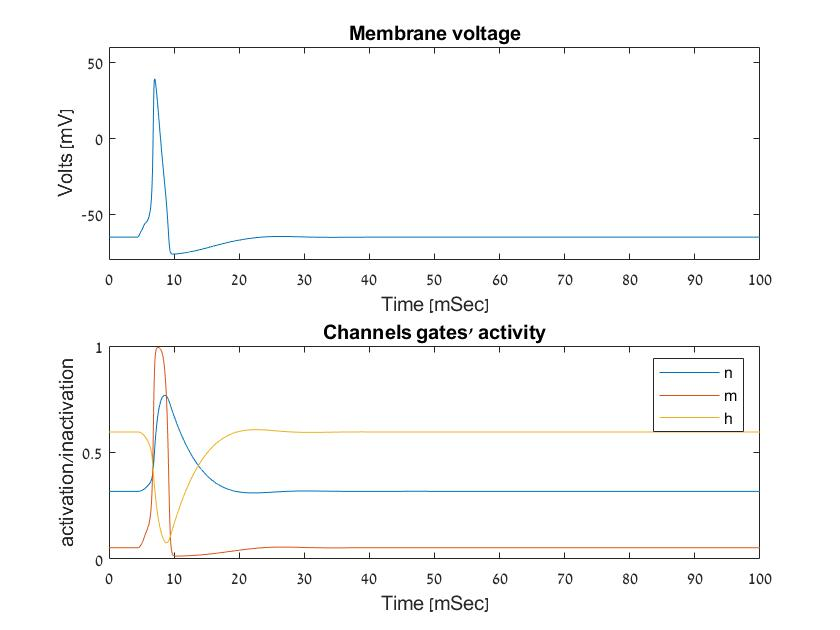 Membrane voltage
50
0
-50
Volts [mV]
0 10 20 30 40 50 60 70 80 90 100
Time [mSec]
Channels gates' activity
1
0.5
0
activation/inactivation
n
m
h
0 10 20 30 40 50 60 70 80 90 100
Time [mSec]